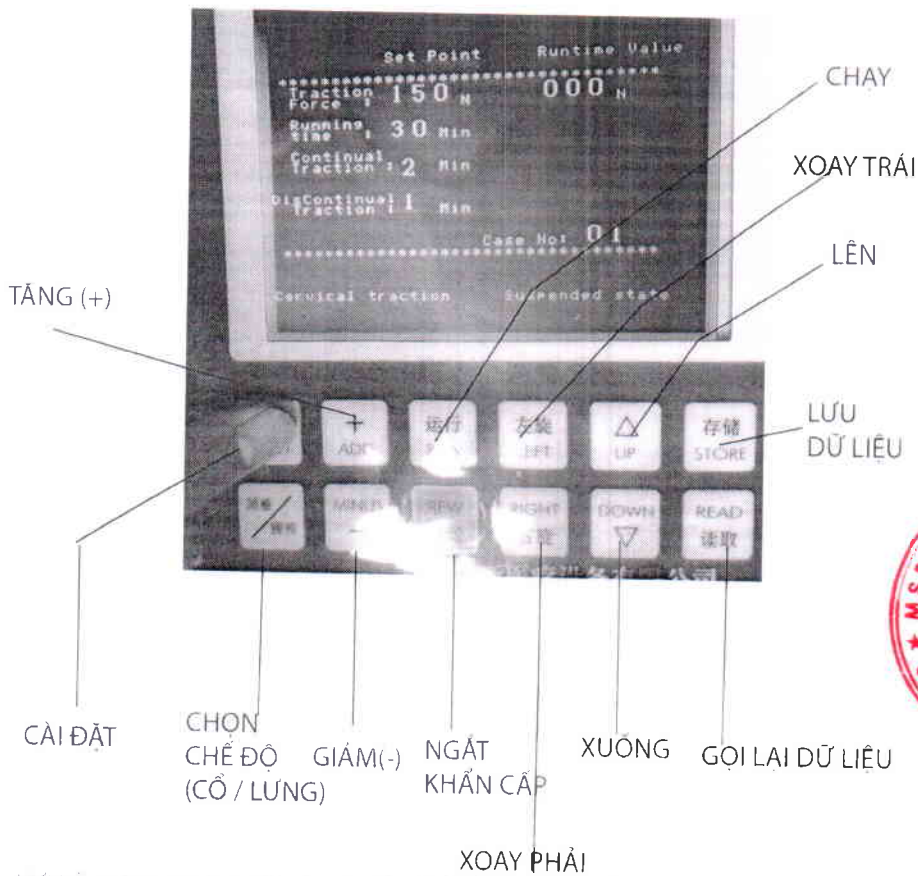 Set Point Runtime Value
Traction Force : 150 N 000 N
Running time : 30 Min
Continual Traction : 2 Min
DisContinual Traction : 1 Min
Case No: 01
Cervical traction Suspended state
CHẠY
XOAY TRÁI
LÊN
TĂNG (+)
+ 运行 左旋 △ 存储
ADD UP STORE
LƯU
DỮ LIỆU
MINUS RIGHT DOWN READ
▽ 读取
公司
CÀI ĐẶT
CHỌN
CHẾ ĐỘ
(CỔ / LƯNG)
GIẢM(-)
NGẮT
KHẨN CẤP
XUỐNG
GỌI LẠI DỮ LIỆU
XOAY PHẢI